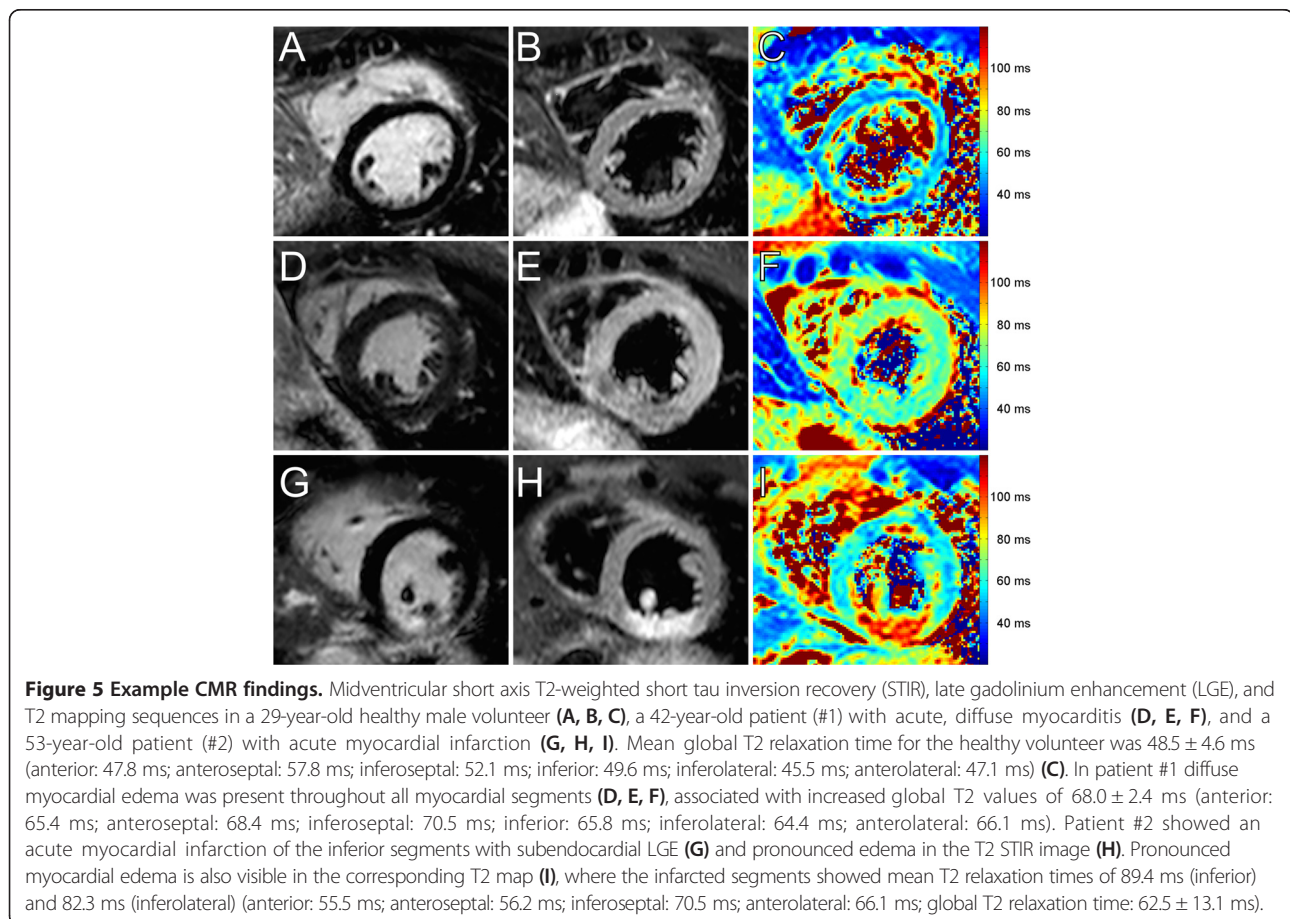 A
B
C
100 ms
80 ms
60 ms
40 ms
D
E
F
100 ms
80 ms
60 ms
40 ms
G
H
I
100 ms
80 ms
60 ms
40 ms
Figure 5 Example CMR findings. Midventricular short axis T2-weighted short tau inversion recovery (STIR), late gadolinium enhancement (LGE), and
T2 mapping sequences in a 29-year-old healthy male volunteer (A, B, C), a 42-year-old patient (#1) with acute, diffuse myocarditis (D, E, F), and a
53-year-old patient (#2) with acute myocardial infarction (G, H, I). Mean global T2 relaxation time for the healthy volunteer was 48.5 ± 4.6 ms
(anterior: 47.8 ms; anteroseptal: 57.8 ms; inferoseptal: 52.1 ms; inferior: 49.6 ms; inferolateral: 45.5 ms; anterolateral: 47.1 ms) (C). In patient #1 diffuse
myocardial edema was present throughout all myocardial segments (D, E, F), associated with increased global T2 values of 68.0 ± 2.4 ms (anterior:
65.4 ms; anteroseptal: 68.4 ms; inferoseptal: 70.5 ms; inferior: 65.8 ms; inferolateral: 64.4 ms; anterolateral: 66.1 ms). Patient #2 showed an
acute myocardial infarction of the inferior segments with subendocardial LGE (G) and pronounced edema in the T2 STIR image (H). Pronounced
myocardial edema is also visible in the corresponding T2 map (I), where the infarcted segments showed mean T2 relaxation times of 89.4 ms (inferior)
and 82.3 ms (inferolateral) (anterior: 55.5 ms; anteroseptal: 56.2 ms; inferoseptal: 70.5 ms; anterolateral: 66.1 ms; global T2 relaxation time: 62.5 ± 13.1 ms).